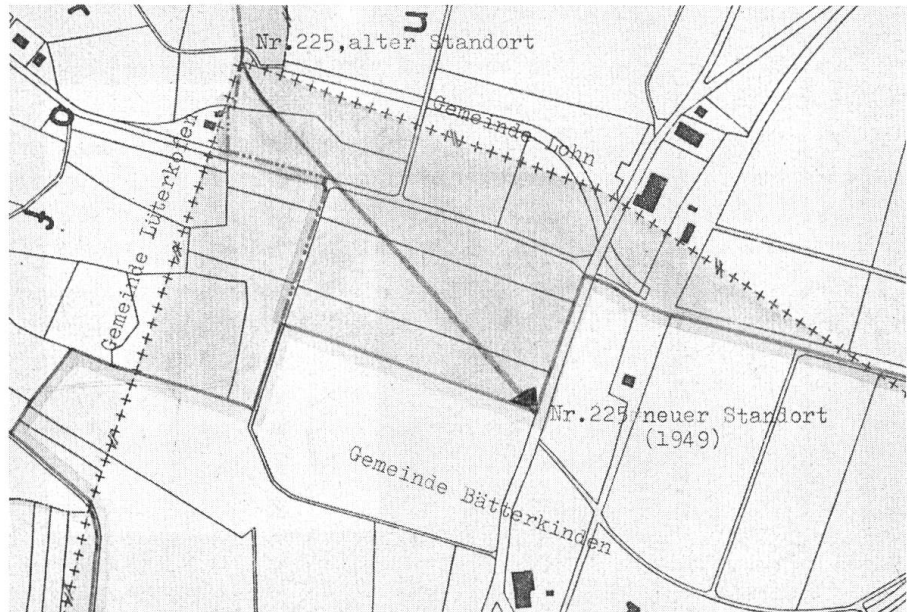 Nr.225,alter Standort
Gemeinde Lohn
Gemeinde Lüterkofen
Nr.225 neuer Standort
(1949)
Gemeinde Bätterkinden